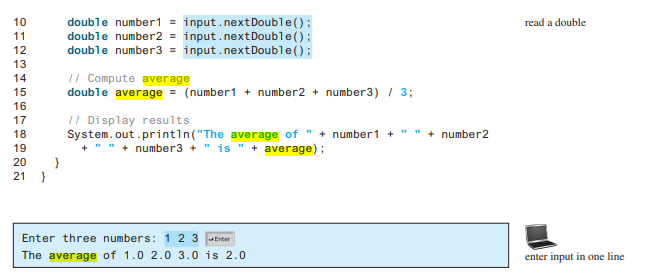 10 double number1 = input.nextDouble(); read a double
11 double number2 = input.nextDouble();
12 double number3 = input.nextDouble();
13
14 // Compute average
15 double average = (number1 + number2 + number3) / 3;
16
17 // Display results
18 System.out.println("The average of " + number1 + " " + number2
19 + " " + number3 + " is " + average);
20 }
21 }
Enter three numbers: 1 2 3 ↵Enter
The average of 1.0 2.0 3.0 is 2.0
enter input in one line